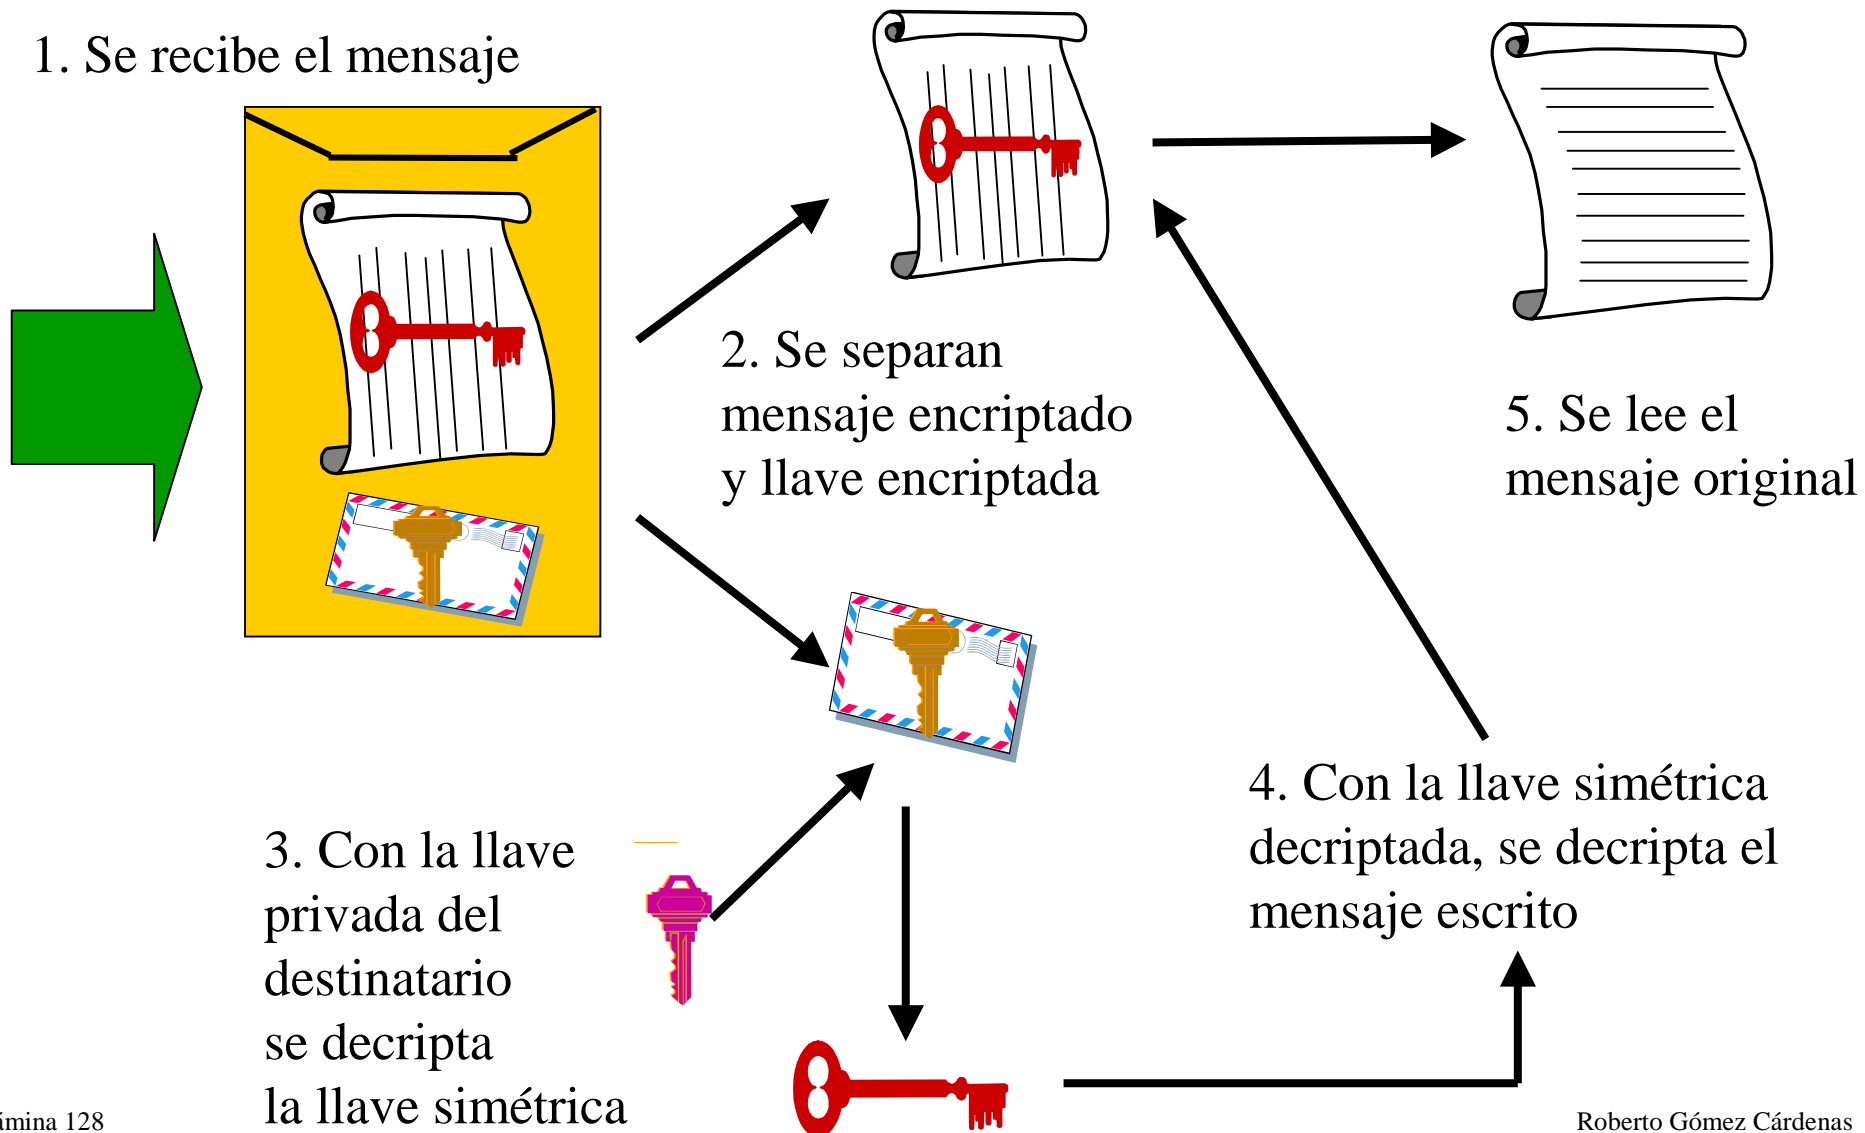 1. Se recibe el mensaje
2. Se separan
mensaje encriptado
y llave encriptada
5. Se lee el
mensaje original
3. Con la llave
privada del
destinatario
se decripta
la llave simétrica
4. Con la llave simétrica
decriptada, se decripta el
mensaje escrito
ámina 128
Roberto Gómez Cárdenas